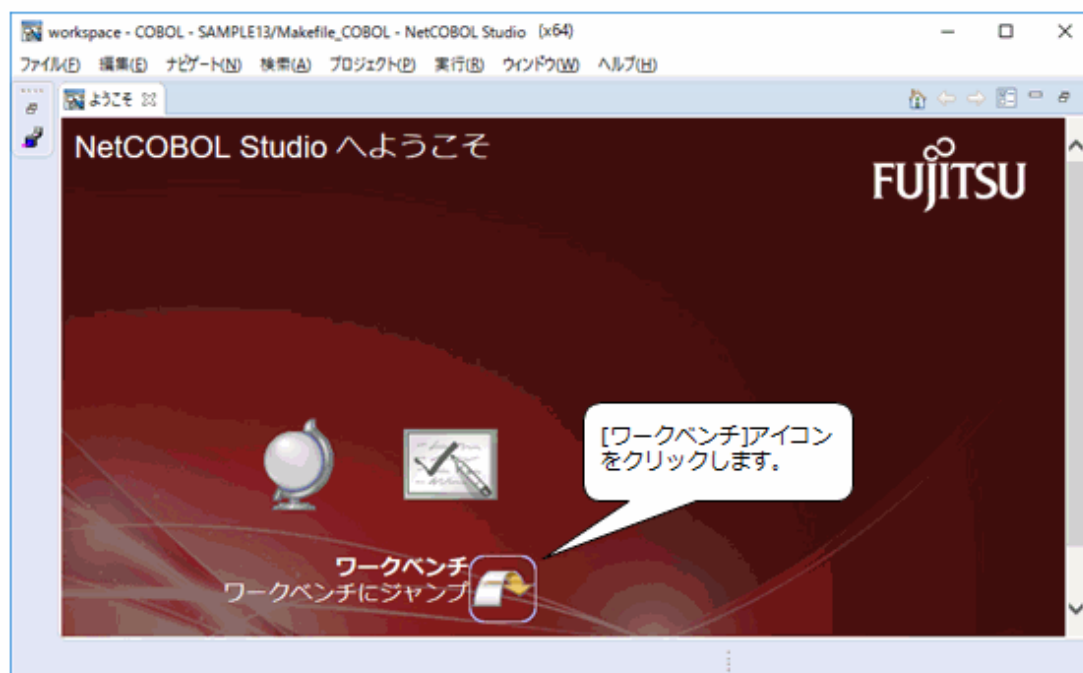 workspace - COBOL - SAMPLE13/Makefile_COBOL - NetCOBOL Studio (x64)
ファイル(F) 編集(E) ナビゲート(N) 検索(A) プロジェクト(P) 実行(R) ウィンドウ(W) ヘルプ(H)
ようこそ
NetCOBOL Studio へようこそ
FUJITSU
[ワークベンチ]アイコン
をクリックします。
ワークベンチ
ワークベンチにジャンプ